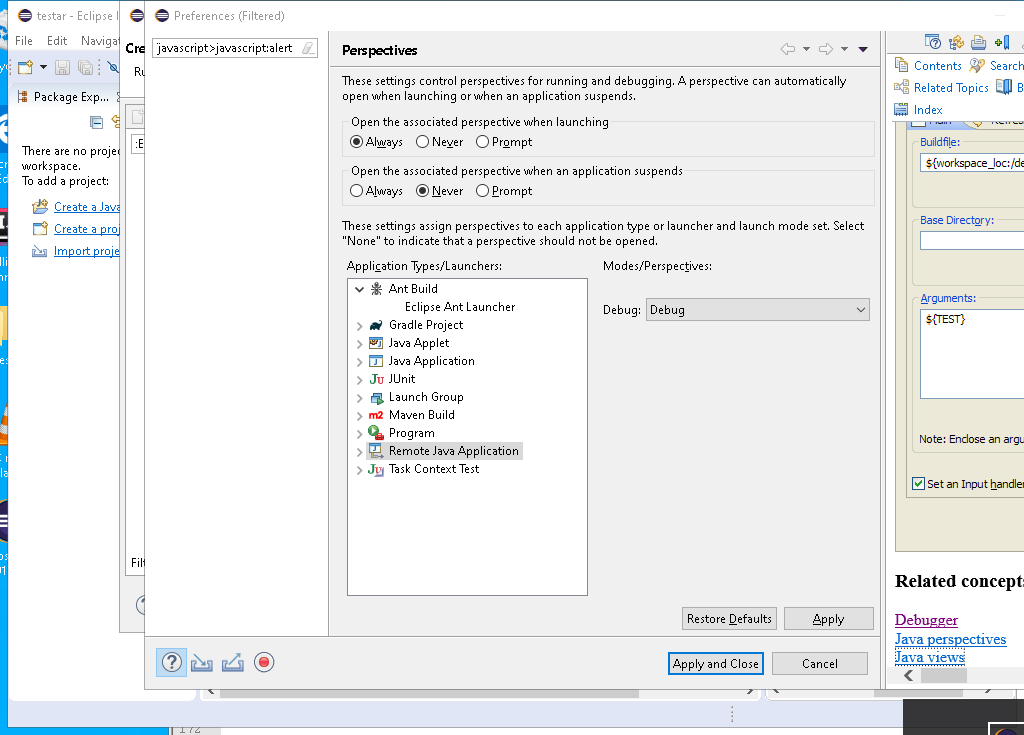 testar - Eclipse I
Preferences (Filtered)
File Edit Navigat
Cre
javascript>javascript:alert
Perspectives
Ru
These settings control perspectives for running and debugging. A perspective can automatically
open when launching or when an application suspends.
Contents
Search
Related Topics
B
Index
Package Exp...
Open the associated perspective when launching
Always
Never
Prompt
Open the associated perspective when an application suspends
Always
Never
Prompt
There are no projec
workspace.
To add a project:
Create a Java
Create a proj
Import proje
:E
Filt
These settings assign perspectives to each application type or launcher and launch mode set. Select
"None" to indicate that a perspective should not be opened.
Application Types/Launchers:
Modes/Perspectives:
Ant Build
Eclipse Ant Launcher
Gradle Project
Java Applet
Java Application
JUnit
Launch Group
Maven Build
Program
Remote Java Application
Task Context Test
Debug:
Debug
Restore Defaults
Apply
Apply and Close
Cancel
Main
Refres
Buildfile:
${workspace_loc:/de
Base Directory:
Arguments:
${TEST}
Note: Enclose an argu
Set an Input handler
Related concepts
Debugger
Java perspectives
Java views
172